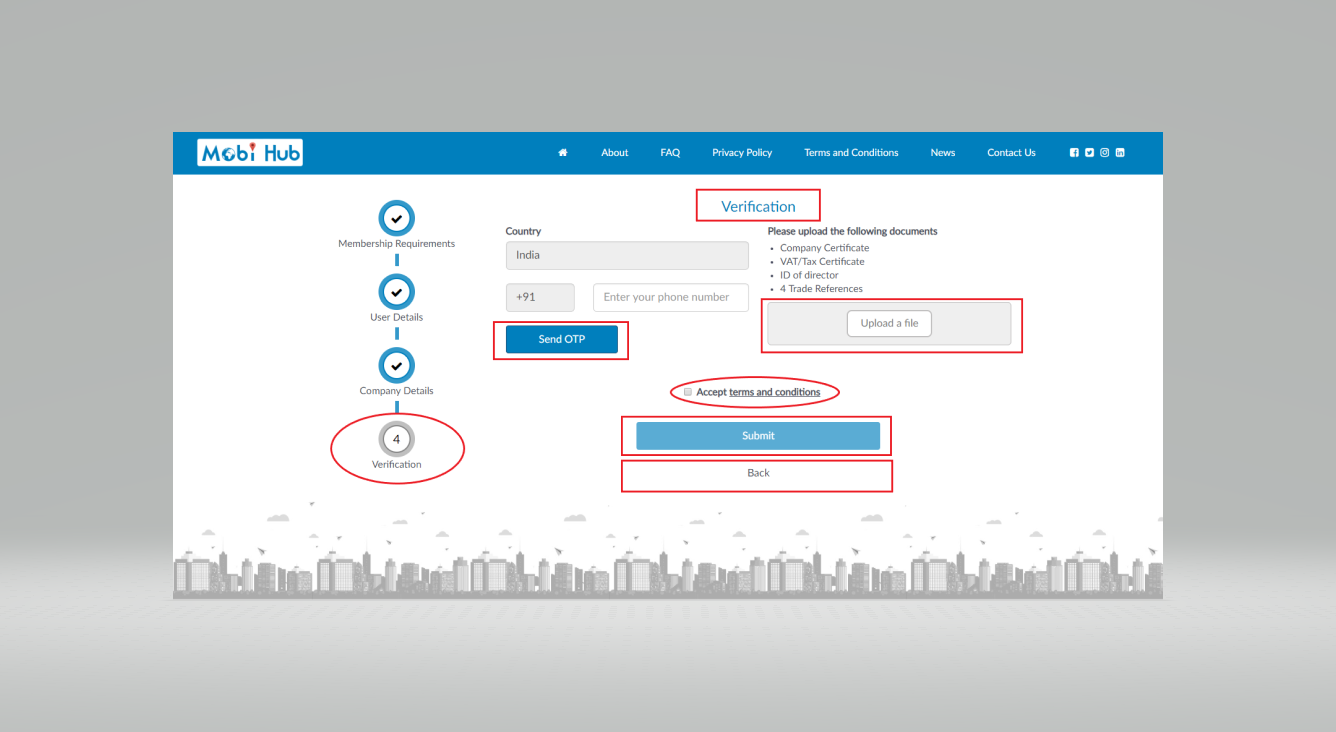 Mobi Hub
About FAQ Privacy Policy Terms and Conditions News Contact Us
Membership Requirements
User Details
Company Details
4
Verification
Verification
Country
India
+91 Enter your phone number
Send OTP
Please upload the following documents
• Company Certificate
• VAT/Tax Certificate
• ID of director
• 4 Trade References
Upload a file
Accept terms and conditions
Submit
Back